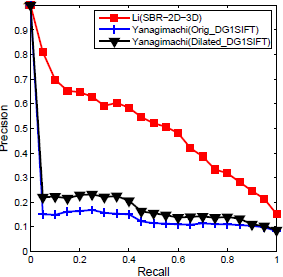 Li(SBR-2D-3D)
Yanagimachi(Orig_DG1SIFT)
Yanagimachi(Dilated_DG1SIFT)
Precision
1
0.9
0.8
0.7
0.6
0.5
0.4
0.3
0.2
0.1
0
0 0.2 0.4 0.6 0.8 1
Recall